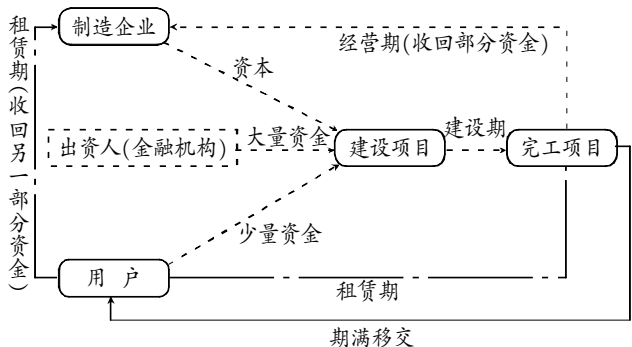 制造企业
经营期(收回部分资金)
资本
租赁期(收回另一部分资金)
出资人(金融机构)
大量资金
建设项目
建设期
完工项目
少量资金
用 户
租赁期
期满移交